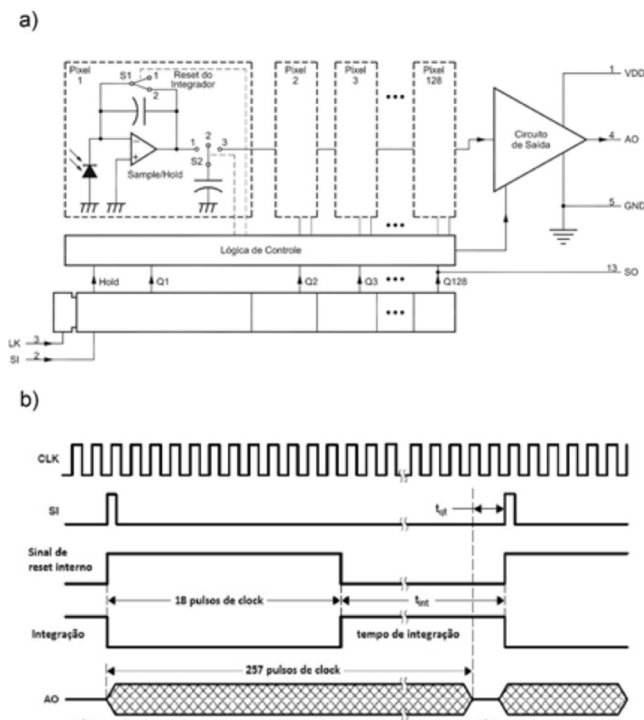 a)
Pixel
1
S1
1
2
Reset do
Integrador
Sample/Hold
1
2
3
S2
Pixel
2
Pixel
3
Pixel
128
Circuito
de Saída
1 VDD
4 AO
5 GND
13 SO
Lógica de Controle
Hold
Q1
Q2
Q3
Q128
LK 3
SI 2
b)
CLK
SI
tqt
Sinal de
reset interno
18 pulsos de clock
tint
Integração
tempo de integração
257 pulsos de clock
AO